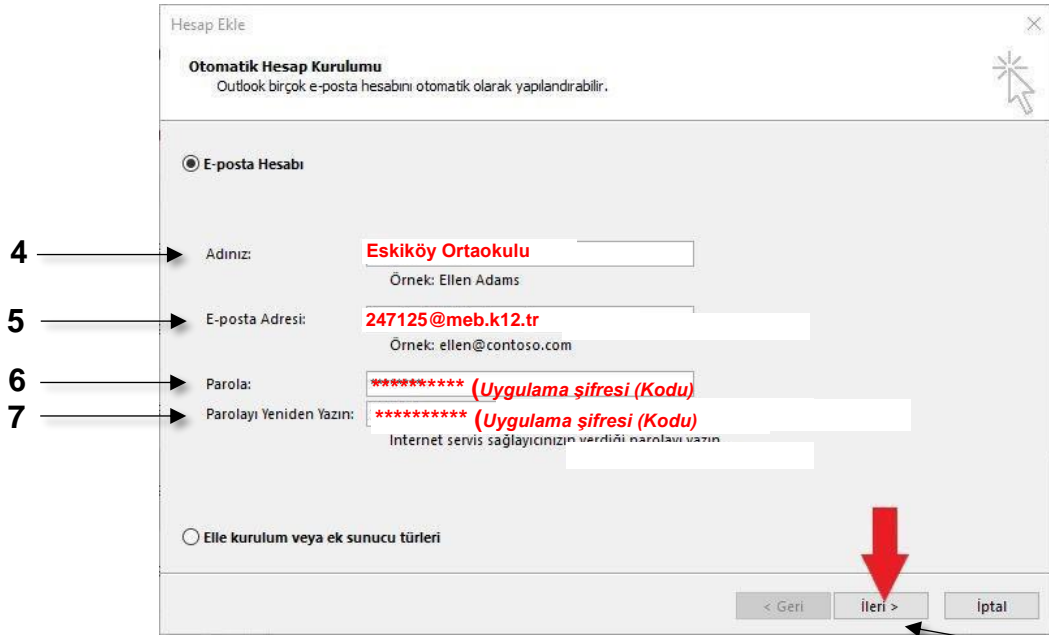 Hesap Ekle
Otomatik Hesap Kurulumu
Outlook birçok e-posta hesabını otomatik olarak yapılandırabilir.
E-posta Hesabı
4 Adınız: Eskiköy Ortaokulu
Örnek: Ellen Adams
5 E-posta Adresi: 247125@meb.k12.tr
Örnek: ellen@contoso.com
6 Parola: ********** (Uygulama şifresi (Kodu)
7 Parolayı Yeniden Yazın: ********** (Uygulama şifresi (Kodu)
İnternet servis sağlayıcınızın verdiği parolayı yazın
Elle kurulum veya ek sunucu türleri
< Geri İleri > İptal